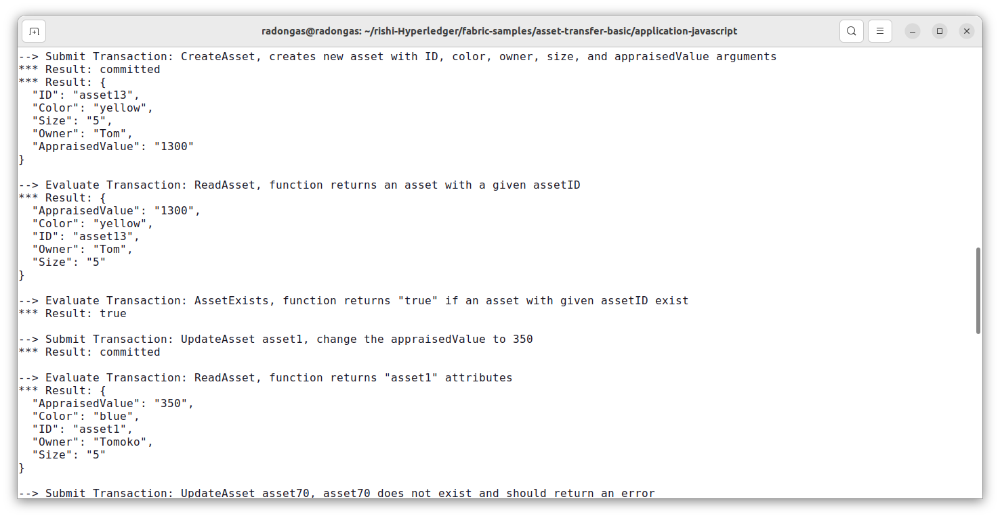 radongas@radongas: ~/rishi-Hyperledger/fabric-samples/asset-transfer-basic/application-javascript
--> Submit Transaction: CreateAsset, creates new asset with ID, color, owner, size, and appraisedValue arguments
*** Result: committed
*** Result: {
  "ID": "asset13",
  "Color": "yellow",
  "Size": "5",
  "Owner": "Tom",
  "AppraisedValue": "1300"
}

--> Evaluate Transaction: ReadAsset, function returns an asset with a given assetID
*** Result: {
  "AppraisedValue": "1300",
  "Color": "yellow",
  "ID": "asset13",
  "Owner": "Tom",
  "Size": "5"
}

--> Evaluate Transaction: AssetExists, function returns "true" if an asset with given assetID exist
*** Result: true

--> Submit Transaction: UpdateAsset asset1, change the appraisedValue to 350
*** Result: committed

--> Evaluate Transaction: ReadAsset, function returns "asset1" attributes
*** Result: {
  "AppraisedValue": "350",
  "Color": "blue",
  "ID": "asset1",
  "Owner": "Tomoko",
  "Size": "5"
}

--> Submit Transaction: UpdateAsset asset70, asset70 does not exist and should return an error